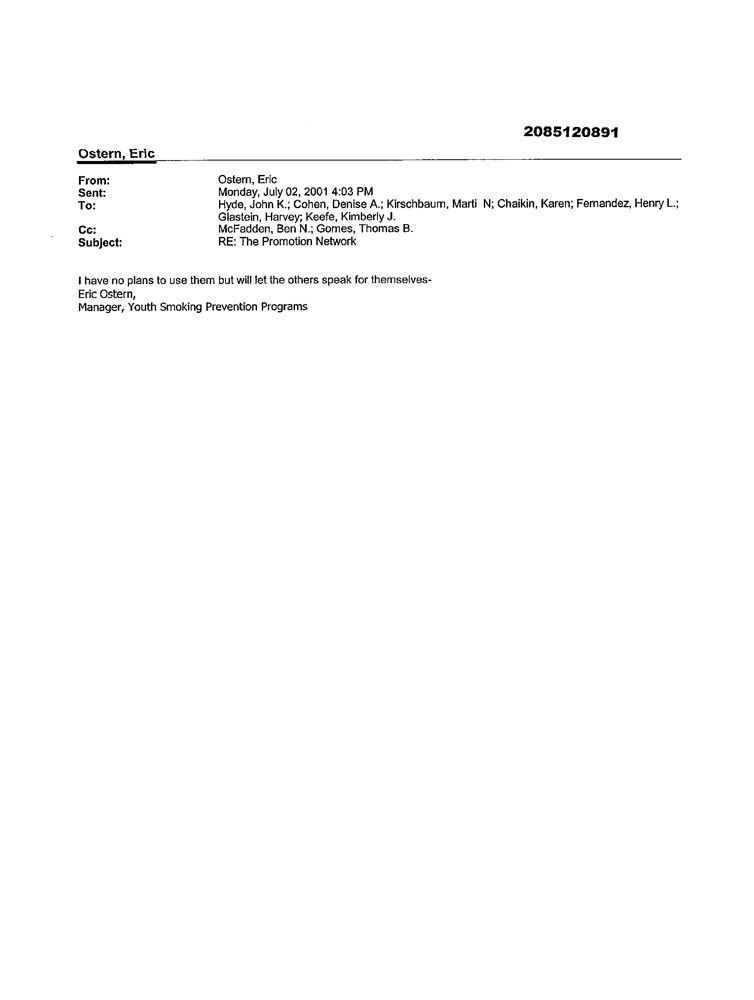 2085120891
Ostern, Eric
From: Ostern, Eric
Sent: Monday, July 02, 2001 4:03 PM
To: Hyde, John K.; Cohen, Denise A.; Kirschbaum, Marti N; Chaikin, Karen; Fernandez, Henry L.;
Glastein, Harvey; Keefe, Kimberly J.
Cc: McFadden, Ben N.; Gomes, Thomas B.
Subject: RE: The Promotion Network
I have no plans to use them but will let the others speak for themselves-
Eric Ostern,
Manager, Youth Smoking Prevention Programs